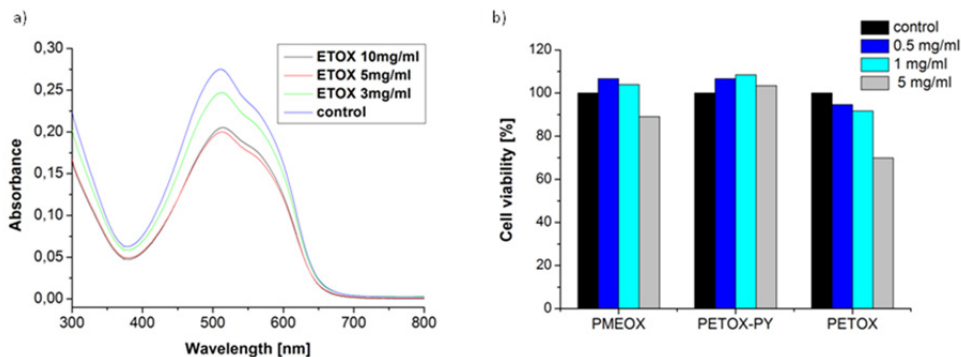 a)
0,35
0,30
0,25
0,20
0,15
0,10
0,05
0,00
300 400 500 600 700 800
Absorbance
Wavelength [nm]
ETOX 10mg/ml
ETOX 5mg/ml
ETOX 3mg/ml
control
b)
120
100
80
60
40
20
0
Cell viability [%]
PMEOX PETOX-PY PETOX
control
0.5 mg/ml
1 mg/ml
5 mg/ml